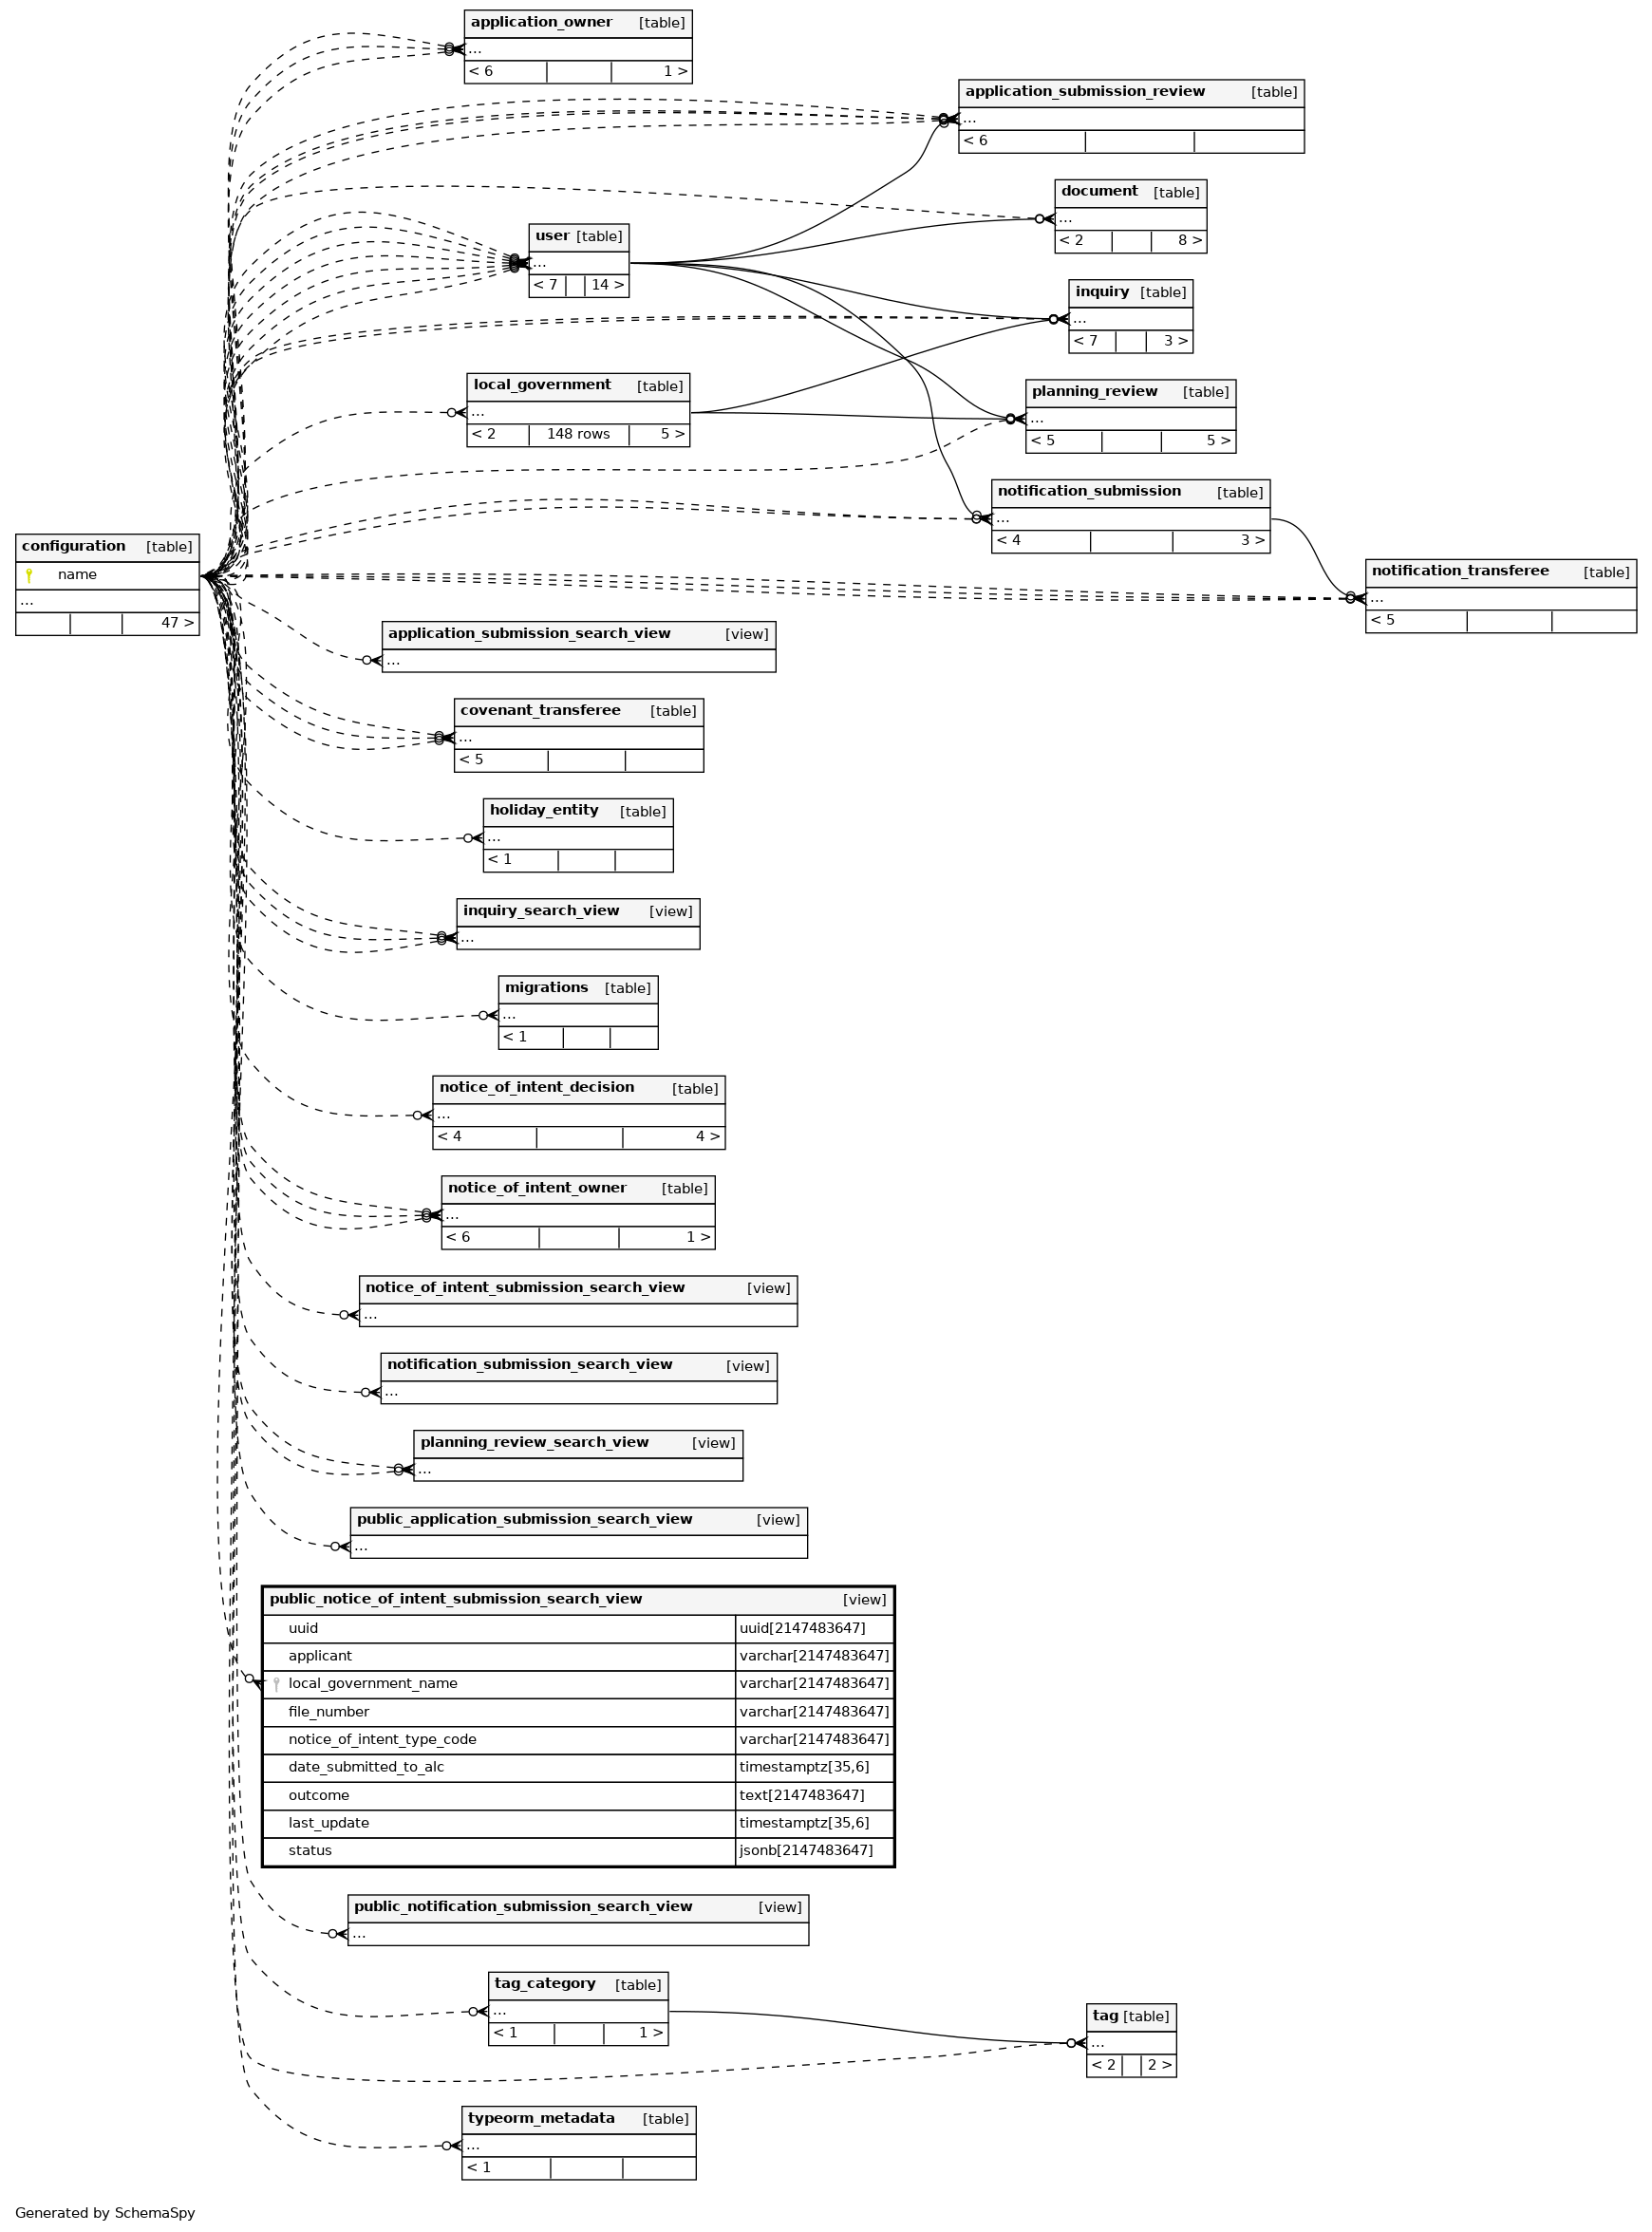 application_owner [table]
...
< 6 1 >
application_submission_review [table]
...
< 6
document [table]
...
< 2 8 >
user [table]
...
< 7 14 >
inquiry [table]
...
< 7 3 >
local_government [table]
...
< 2 148 rows 5 >
planning_review [table]
...
< 5 5 >
notification_submission [table]
...
< 4 3 >
configuration [table]
name
...
47 >
notification_transferee [table]
...
< 5
application_submission_search_view [view]
...
covenant_transferee [table]
...
< 5
holiday_entity [table]
...
< 1
inquiry_search_view [view]
...
migrations [table]
...
< 1
notice_of_intent_decision [table]
...
< 4 4 >
notice_of_intent_owner [table]
...
< 6 1 >
notice_of_intent_submission_search_view [view]
...
notification_submission_search_view [view]
...
planning_review_search_view [view]
...
public_application_submission_search_view [view]
...
public_notice_of_intent_submission_search_view [view]
uuid uuid[2147483647]
applicant varchar[2147483647]
local_government_name varchar[2147483647]
file_number varchar[2147483647]
notice_of_intent_type_code varchar[2147483647]
date_submitted_to_alc timestamptz[35,6]
outcome text[2147483647]
last_update timestamptz[35,6]
status jsonb[2147483647]
public_notification_submission_search_view [view]
...
tag_category [table]
...
< 1 1 >
tag [table]
...
< 2 2 >
typeorm_metadata [table]
...
< 1
Generated by SchemaSpy